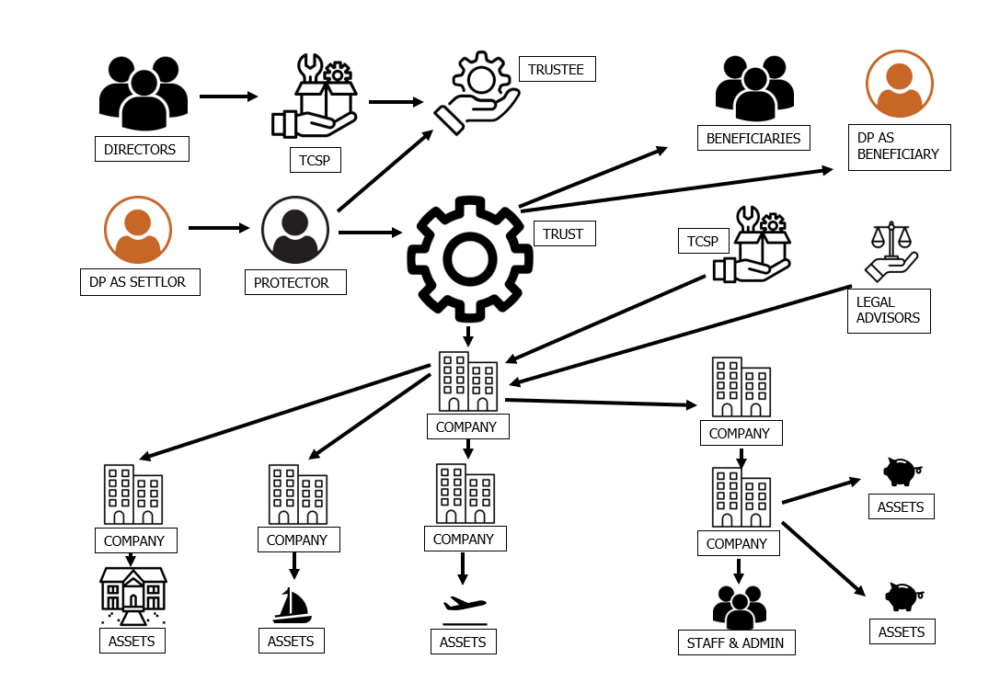 TRUSTEE
DIRECTORS
TCSP
BENEFICIARIES
DP AS
BENEFICIARY
DP AS SETTLOR
PROTECTOR
TRUST
TCSP
LEGAL
ADVISORS
COMPANY
COMPANY
COMPANY
COMPANY
COMPANY
COMPANY
ASSETS
ASSETS
ASSETS
ASSETS
STAFF & ADMIN
ASSETS